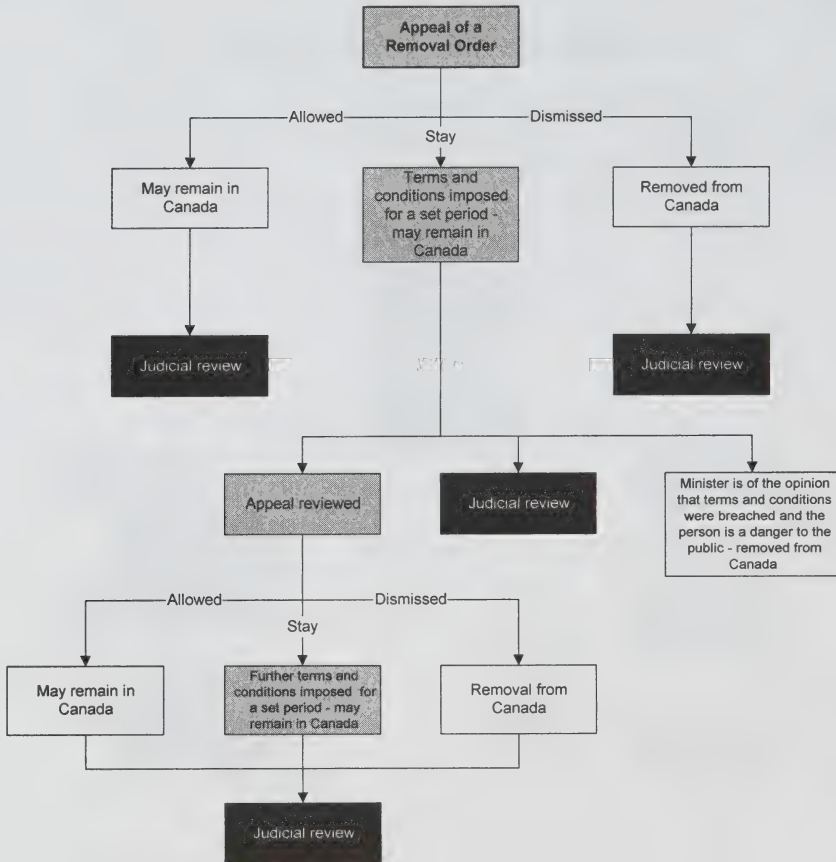 Appeal of a
Removal Order
Allowed
Stay
Dismissed
May remain in
Canada
Terms and
conditions imposed
for a set period -
may remain in
Canada
Removed from
Canada
Judicial review
Judicial review
Appeal reviewed
Judicial review
Minister is of the opinion
that terms and conditions
were breached and the
person is a danger to the
public - removed from
Canada
Allowed
Stay
Dismissed
May remain in
Canada
Further terms and
conditions imposed for
a set period - may
remain in Canada
Removal from
Canada
Judicial review